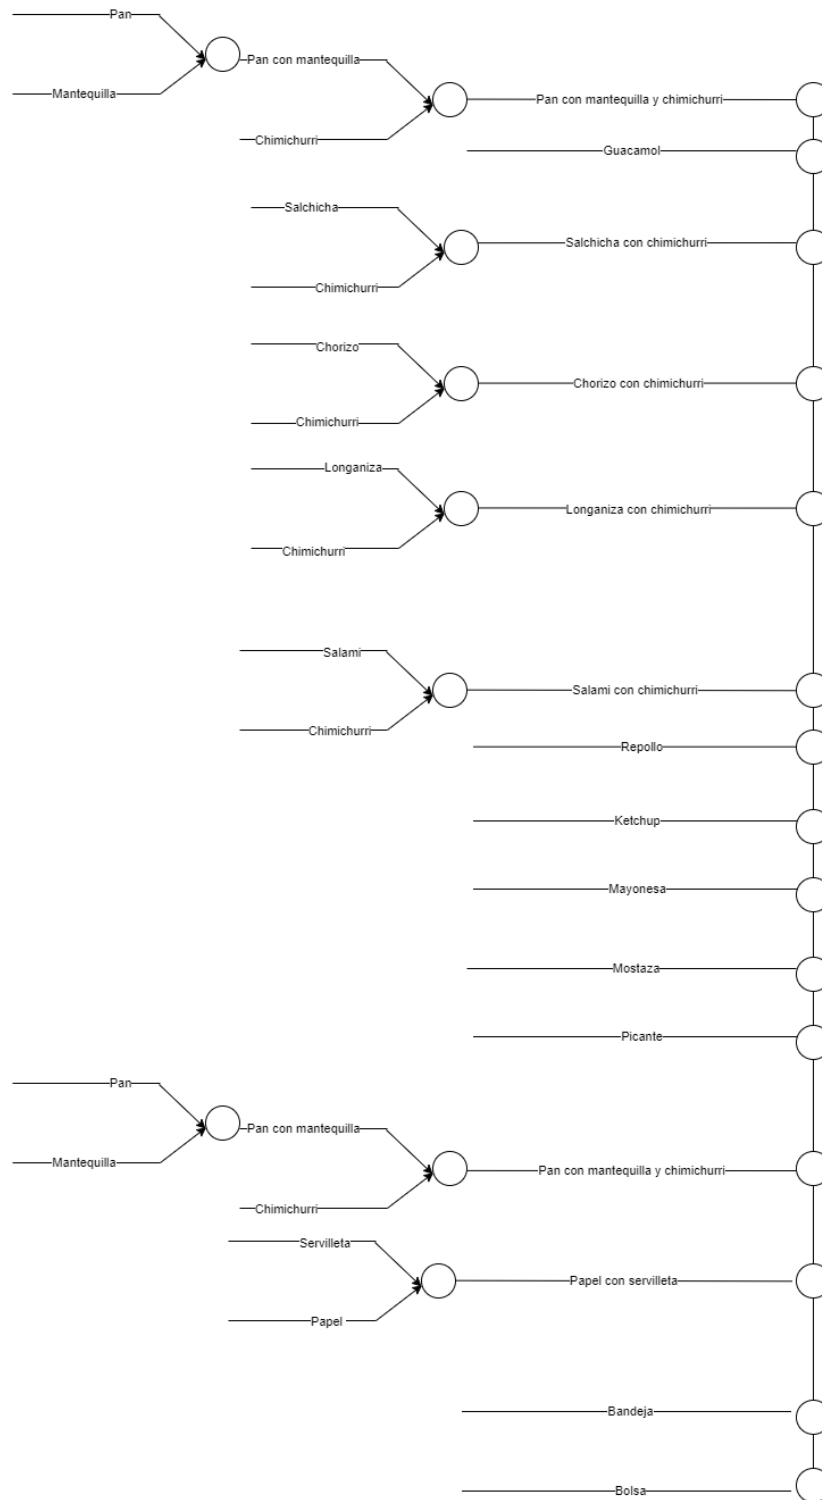 Pan
Pan con mantequilla
Mantequilla
Pan con mantequilla y chimichurri
Chimichurri
Guacamol
Salchicha
Salchicha con chimichurri
Chimichurri
Chorizo
Chorizo con chimichurri
Chimichurri
Longaniza
Longaniza con chimichurri
Chimichurri
Salami
Salami con chimichurri
Chimichurri
Repollo
Ketchup
Mayonesa
Mostaza
Picante
Pan
Pan con mantequilla
Mantequilla
Pan con mantequilla y chimichurri
Chimichurri
Servilleta
Papel con servilleta
Papel
Bandeja
Bolsa